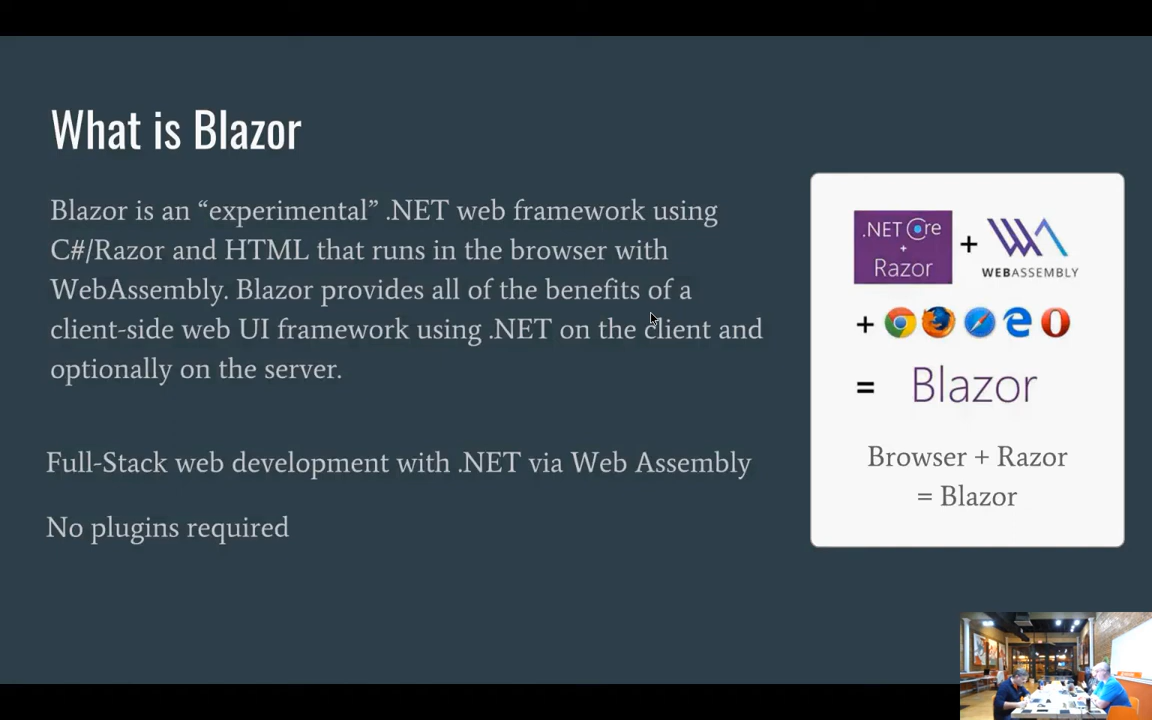 What is Blazor
Blazor is an “experimental” .NET web framework using
C#/Razor and HTML that runs in the browser with
WebAssembly. Blazor provides all of the benefits of a
client-side web UI framework using .NET on the client and
optionally on the server.
Full-Stack web development with .NET via Web Assembly
No plugins required
.NET Core
+
Razor
+
WEBASSEMBLY
+
= Blazor
Browser + Razor
= Blazor